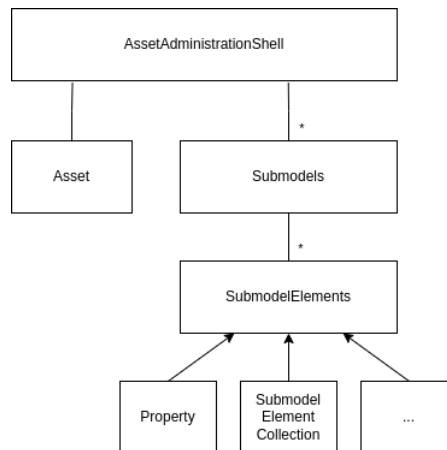 AssetAdministrationShell
*
Asset
Submodels
*
SubmodelElements
Property
Submodel
Element
Collection
...